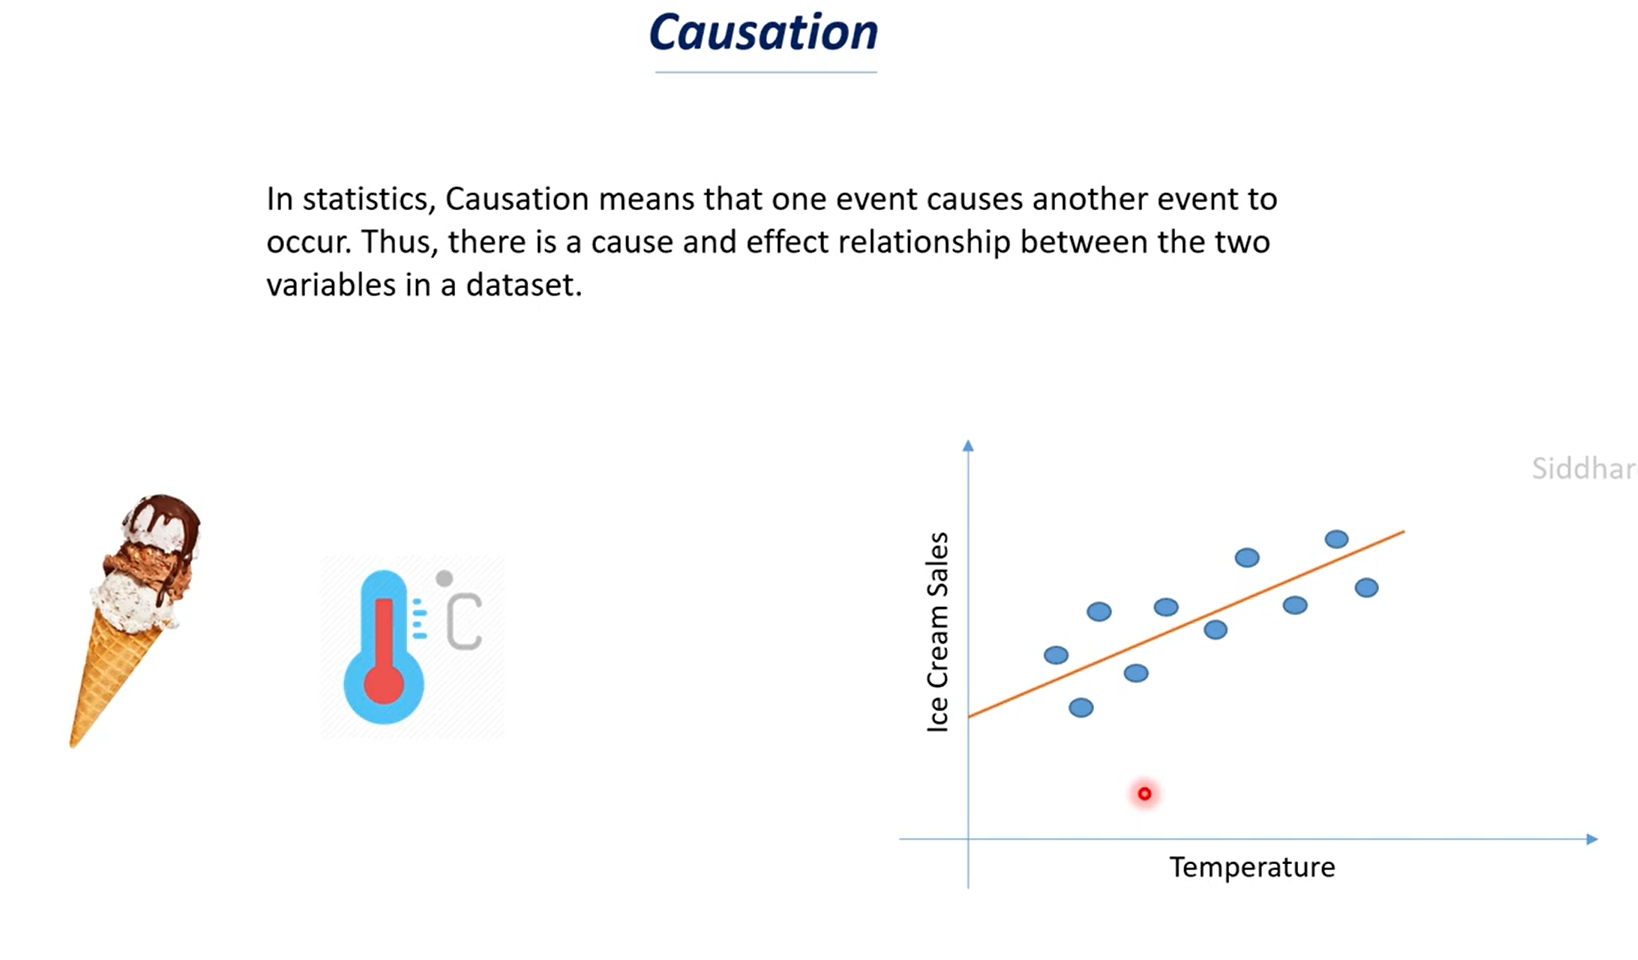 Causation
In statistics, Causation means that one event causes another event to
occur. Thus, there is a cause and effect relationship between the two
variables in a dataset.
Siddhar
°C
Ice Cream Sales
Temperature